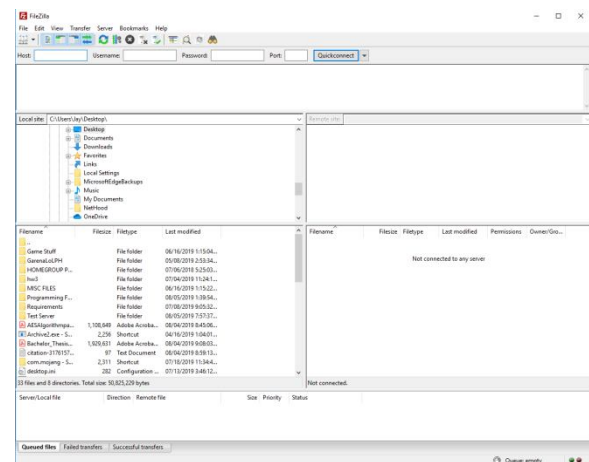 FileZilla
File Edit View Transfer Server Bookmarks Help
Host: Username: Password: Port: Quickconnect
Local site: C:\Users\Jay\Desktop\ Remote site:
Desktop
Documents
Downloads
Favorites
Links
Local Settings
MicrosoftEdgeBackups
Music
My Documents
NetHood
OneDrive
Filename Filesize Filetype Last modified Filename Filesize Filetype Last modified Permissions Owner/Gro...
..
Game Stuff File folder 06/16/2019 1:15:04...
GarenaLoLPH File folder 05/08/2019 2:53:34...
Not connected to any server
HOMEGROUP P... File folder 07/06/2018 5:25:03...
hw3 File folder 07/04/2019 11:24:1...
MISC FILES File folder 06/16/2019 1:15:22...
Programming F... File folder 08/05/2019 1:39:54...
Requirements File folder 07/08/2019 9:05:32...
Test Server File folder 08/05/2019 7:57:37...
AESAlgorithmpa... 1,108,649 Adobe Acroba... 08/04/2019 8:45:06...
Archive2.exe - S... 2,256 Shortcut 04/16/2019 1:04:01...
Bachelor_Thesis... 1,929,631 Adobe Acroba... 08/04/2019 9:08:03...
citation-3176157... 97 Text Document 08/04/2019 8:59:13...
com.mojang - S... 2,311 Shortcut 07/18/2019 11:34:4...
desktop.ini 282 Configuration ... 07/13/2019 3:46:12...
33 files and 8 directories. Total size: 50,825,229 bytes Not connected.
Server/Local file Direction Remote file Size Priority Status
Queued files Failed transfers Successful transfers
Queue: empty